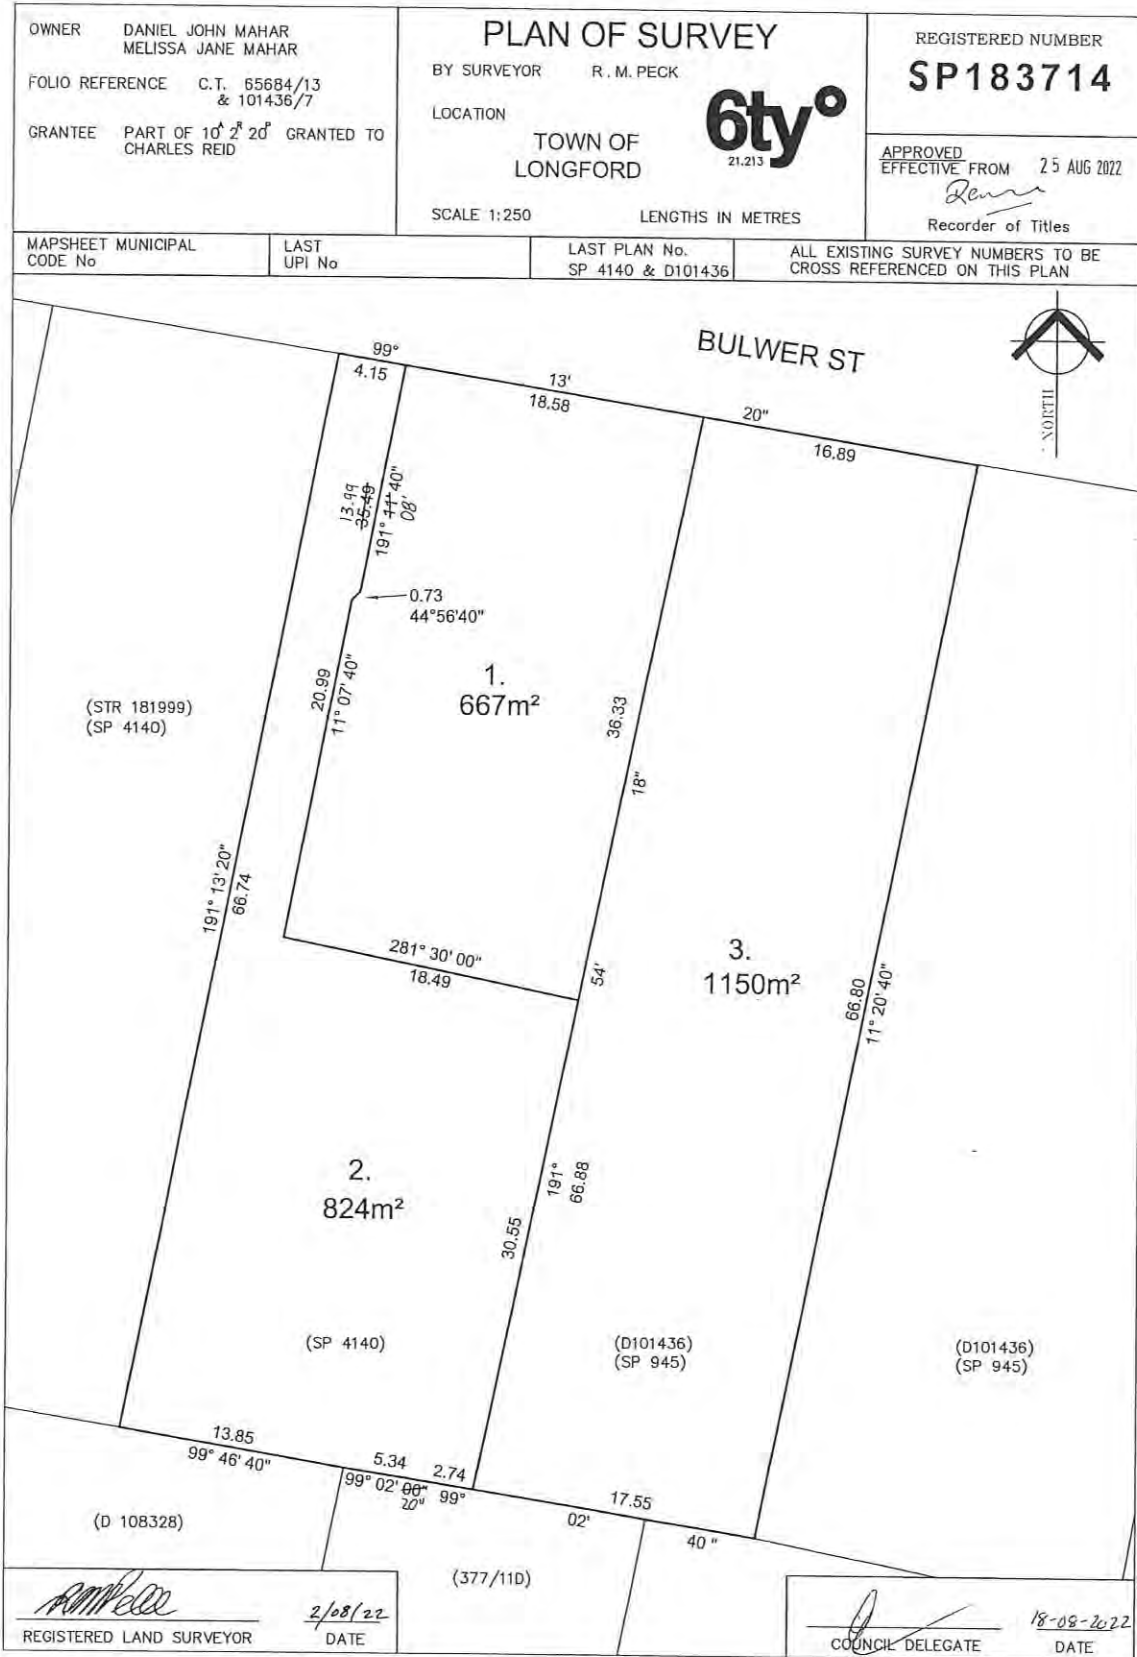 OWNER DANIEL JOHN MAHAR
MELISSA JANE MAHAR
FOLIO REFERENCE C.T. 65684/13
& 101436/7
GRANTEE PART OF 10ᴬ 2ᴿ 20ᴾ GRANTED TO
CHARLES REID
PLAN OF SURVEY
BY SURVEYOR R. M. PECK
LOCATION
TOWN OF
LONGFORD
6ty°
21.213
SCALE 1:250 LENGTHS IN METRES
REGISTERED NUMBER
SP183714
APPROVED
EFFECTIVE FROM 25 AUG 2022
Recorder of Titles
MAPSHEET MUNICIPAL
CODE No
LAST
UPI No
LAST PLAN No.
SP 4140 & D101436
ALL EXISTING SURVEY NUMBERS TO BE
CROSS REFERENCED ON THIS PLAN
BULWER ST
NORTH
99°
4.15
13'
18.58
20"
16.89
13.99
35.49
191° 11' 40"
08'
0.73
44°56'40"
20.99
11° 07' 40"
1.
667m²
36.33
18"
(STR 181999)
(SP 4140)
191° 13' 20"
66.74
281° 30' 00"
18.49
54'
3.
1150m²
66.80
11° 20' 40"
2.
824m²
191°
66.88
30.55
(SP 4140)
(D101436)
(SP 945)
(D101436)
(SP 945)
13.85
99° 46' 40"
5.34
99° 02' 00"
20"
2.74
99°
17.55
02'
40 "
(D 108328)
(377/11D)
2/08/22
REGISTERED LAND SURVEYOR DATE
18-08-2022
COUNCIL DELEGATE DATE